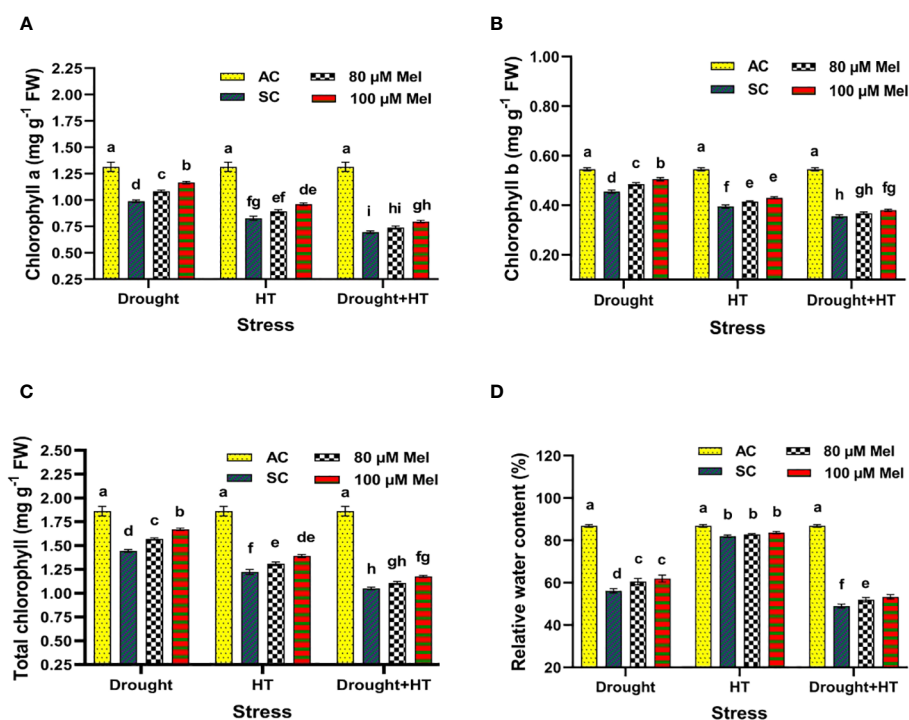 A
Chlorophyll a (mg g-1 FW)
2.25
2.00
1.75
1.50
1.25
1.00
0.75
0.50
0.25
AC
80 µM Mel
SC
100 µM Mel
a
d
c
b
a
fg
ef
de
a
i
hi
gh
Drought
HT
Drought+HT
Stress
B
Chlorophyll b (mg g-1 FW)
1.00
0.80
0.60
0.40
0.20
AC
80 µM Mel
SC
100 µM Mel
a
d
c
b
a
f
e
e
a
h
gh
fg
Drought
HT
Drought+HT
Stress
C
Total chlorophyll (mg g-1 FW)
2.50
2.25
2.00
1.75
1.50
1.25
1.00
0.75
0.50
0.25
AC
80 µM Mel
SC
100 µM Mel
a
d
c
b
a
f
e
de
a
h
gh
fg
Drought
HT
Drought+HT
Stress
D
Relative water content (%)
120
100
80
60
40
20
AC
80 µM Mel
SC
100 µM Mel
a
d
c
c
a
b
b
b
a
f
e
Drought
HT
Drought+HT
Stress